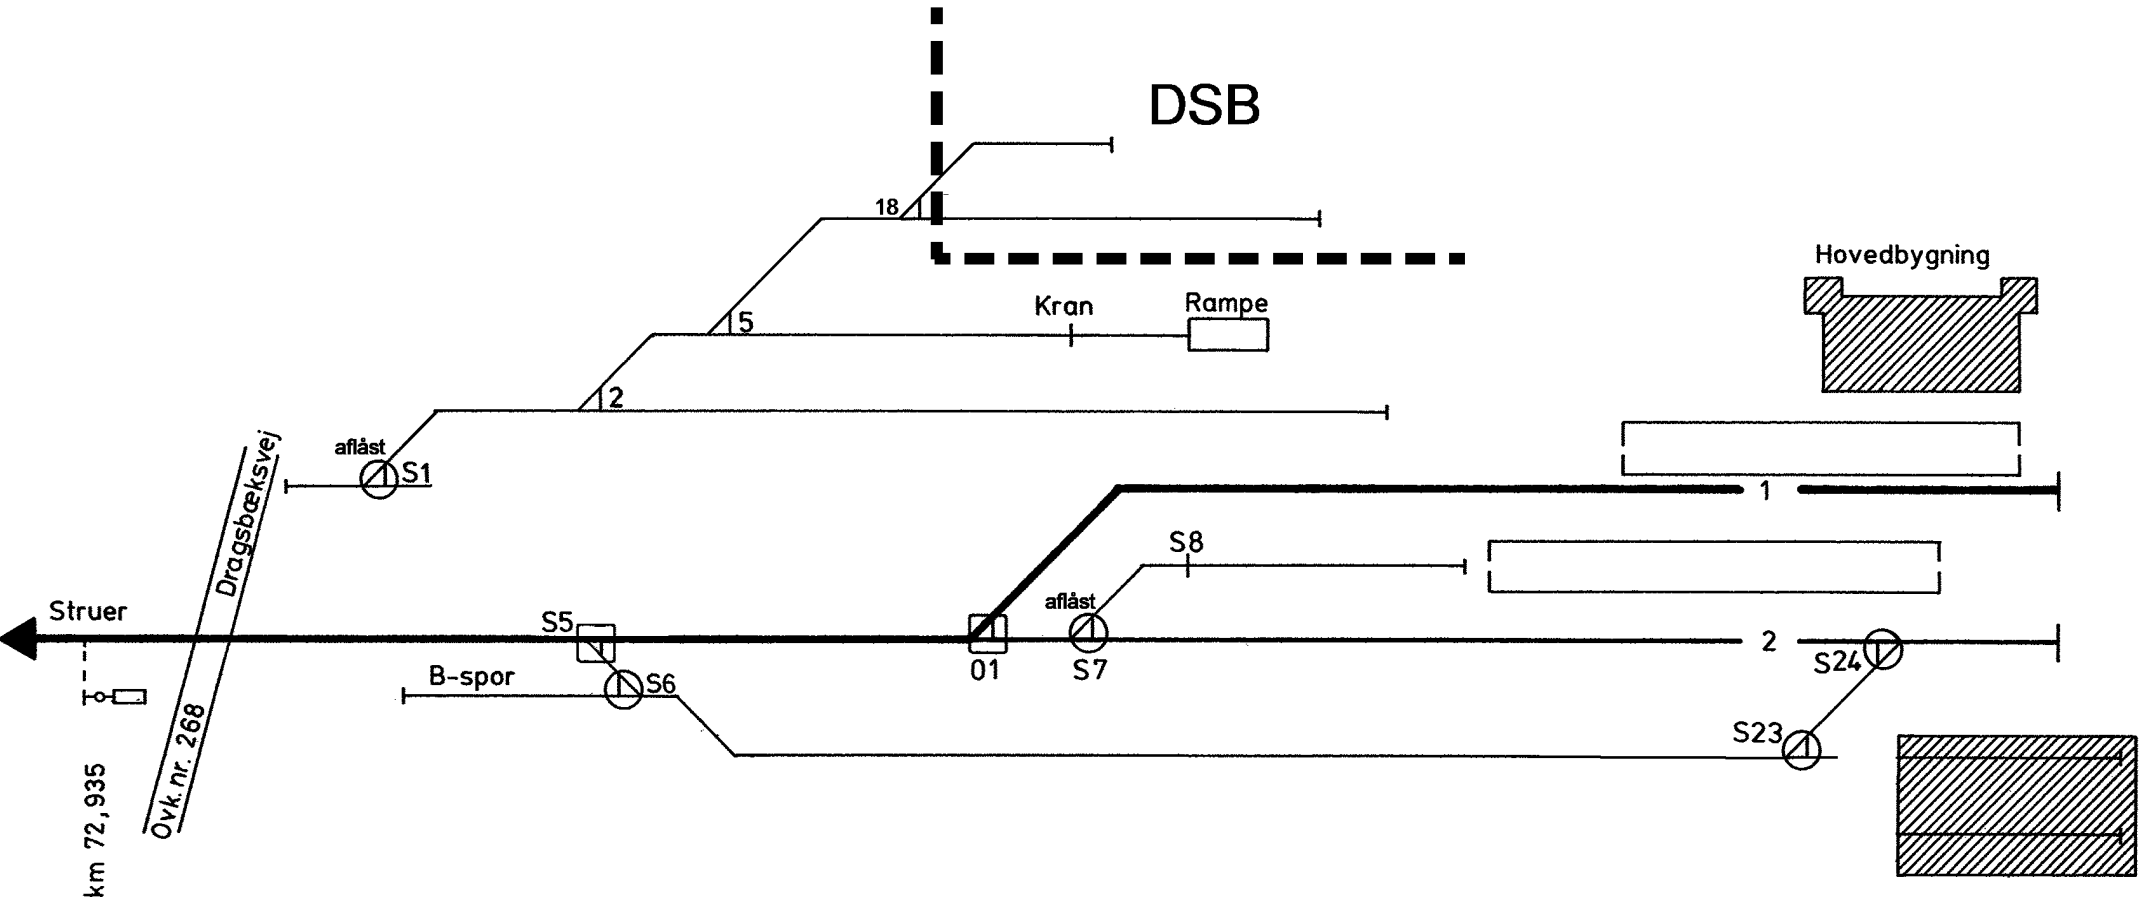 DSB
18
Hovedbygning
Kran
Rampe
5
2
aflåst
S1
Dragsbæksvej
1
S8
aflåst
Struer
S5
S7
01
2
S24
B-spor
S6
S23
Ovk. nr. 268
km 72,935